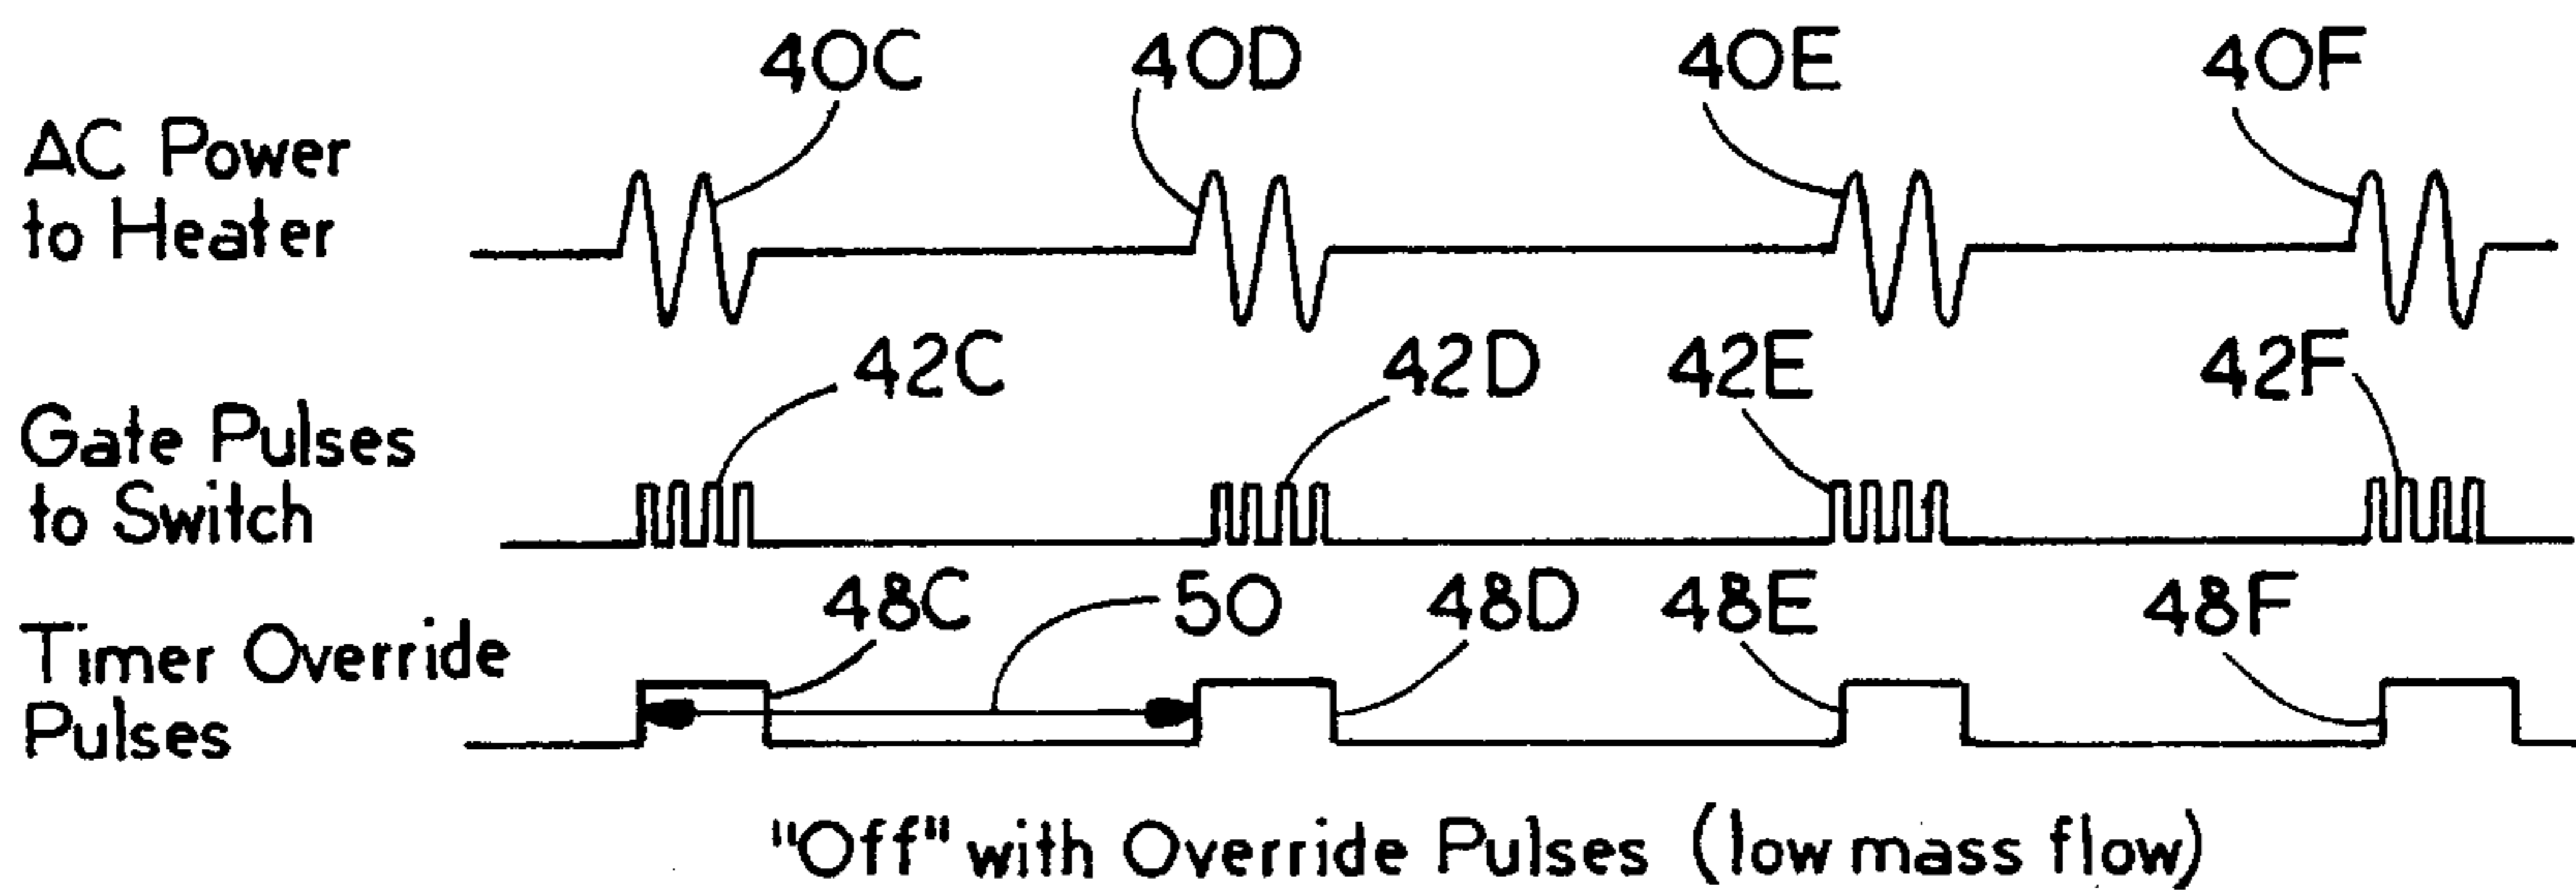 40C 40D 40E 40F
AC Power
to Heater
42C 42D 42E 42F
Gate Pulses
to Switch
48C 50 48D 48E 48F
Timer Override
Pulses
"Off" with Override Pulses (low mass flow)